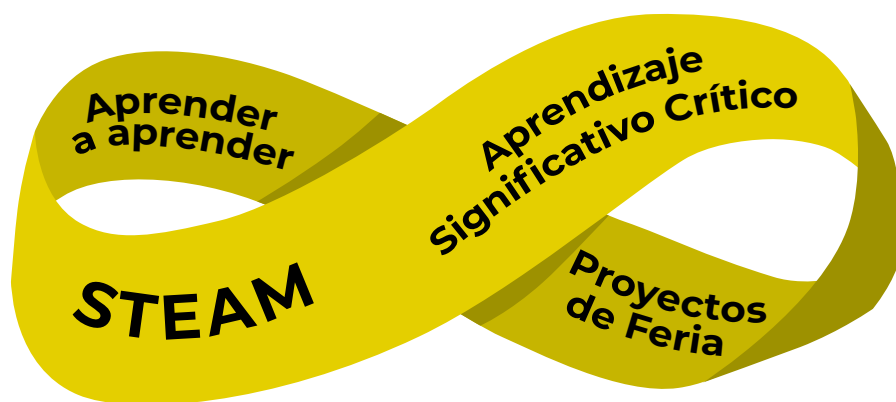 Aprender
a aprender
Aprendizaje
Significativo Crítico
STEAM
Proyectos
de Feria